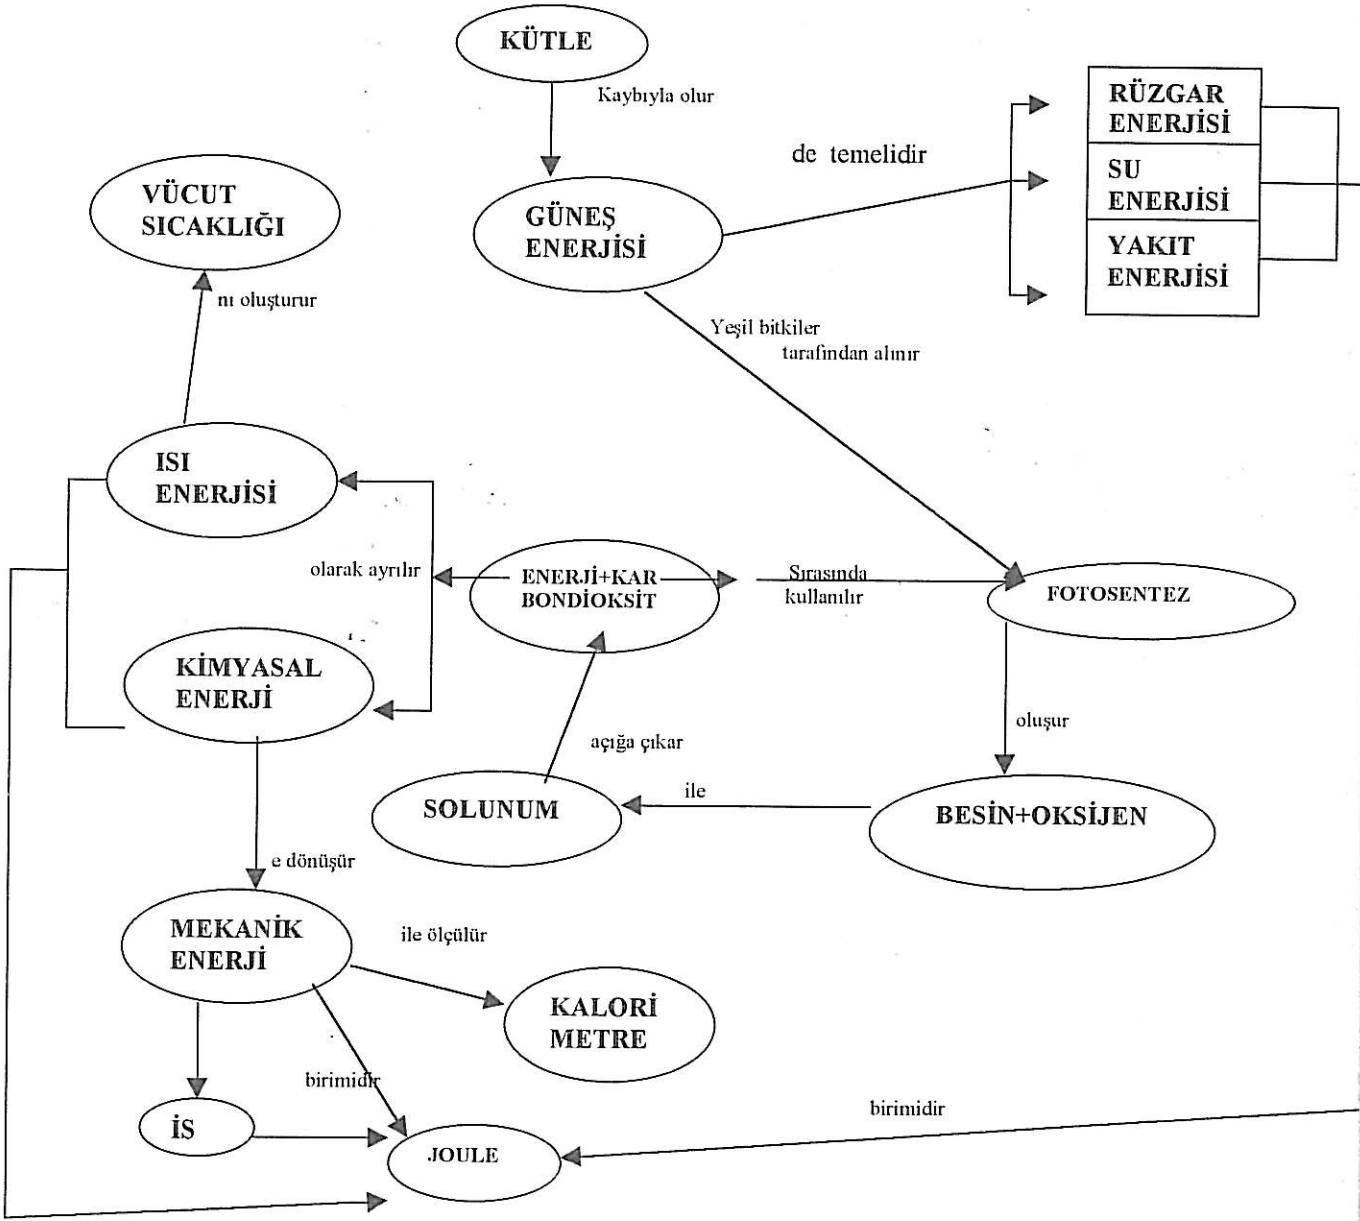 KÜTLE
Kaybıyla olur
RÜZGAR
ENERJİSİ
de temelidir
SU
ENERJİSİ
YAKIT
ENERJİSİ
VÜCUT
SICAKLIĞI
GÜNEŞ
ENERJİSİ
nı oluşturur
Yeşil bitkiler
tarafından alınır
ISI
ENERJİSİ
olarak ayrılır
ENERJİ+KAR
BONDİOKSİT
Sırasında
kullanılır
FOTOSENTEZ
KİMYASAL
ENERJİ
oluşur
açığa çıkar
SOLUNUM
ile
BESİN+OKSİJEN
e dönüşür
MEKANİK
ENERJİ
ile ölçülür
KALORİ
METRE
birimidir
birimidir
İS
JOULE